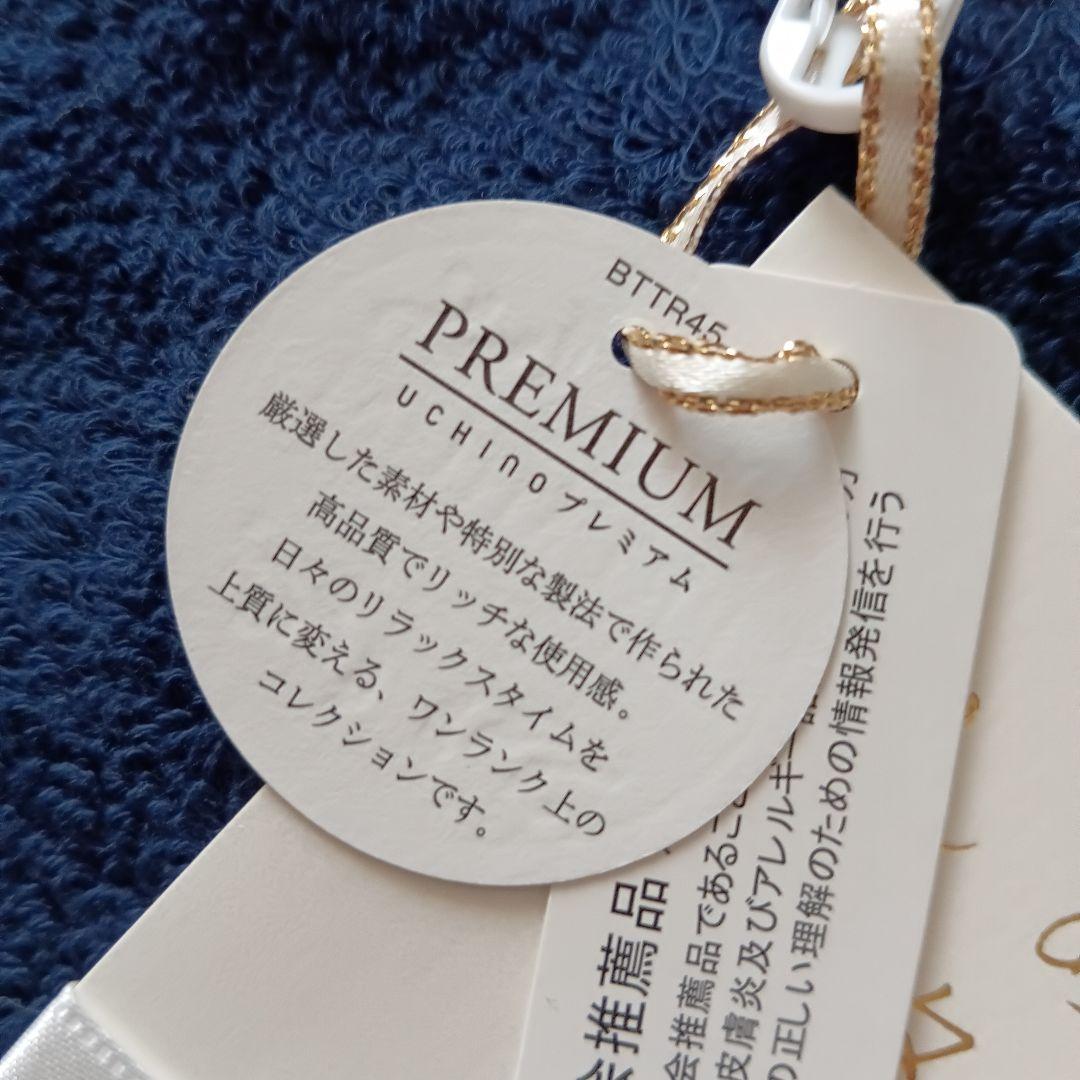 BTTR45
PREMIUM
UCHINO プレミアム
厳選した素材や特別な製法で作られた
高品質でリッチな使用感。
日々のリラックスタイムを
上質に変える、ワンランク上の
コレクションです。
会推薦品
会推薦品であること
皮膚炎及びアレルギー
の正しい理解のための情報発信を行う